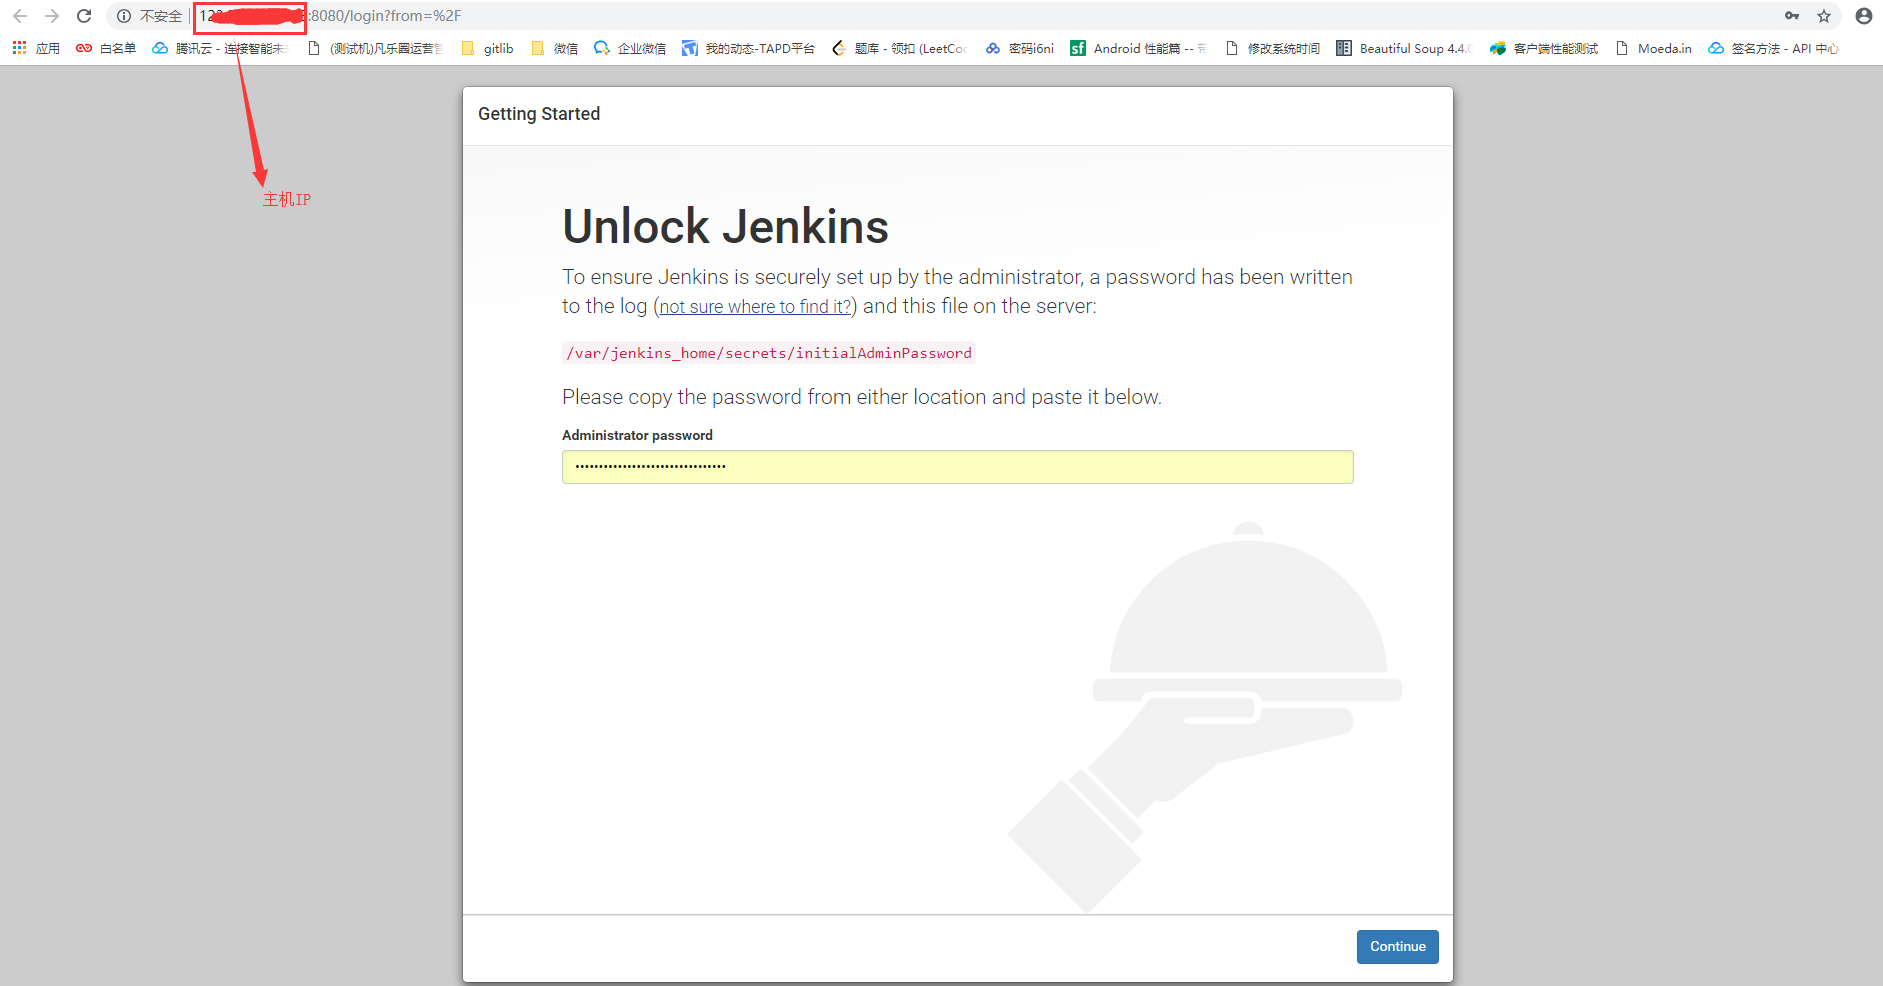 不安全 :8080/login?from=%2F
应用 白名单 腾讯云 - 连接智能未 (测试机)凡乐圈运营管 gitlib 微信 企业微信 我的动态-TAPD平台 题库 - 领扣 (LeetCoc 密码i6ni Android 性能篇 -- 修改系统时间 Beautiful Soup 4.4.0 客户端性能测试 Moeda.in 签名方法 - API 中心
主机IP
Getting Started
Unlock Jenkins
To ensure Jenkins is securely set up by the administrator, a password has been written
to the log (not sure where to find it?) and this file on the server:
/var/jenkins_home/secrets/initialAdminPassword
Please copy the password from either location and paste it below.
Administrator password
Continue